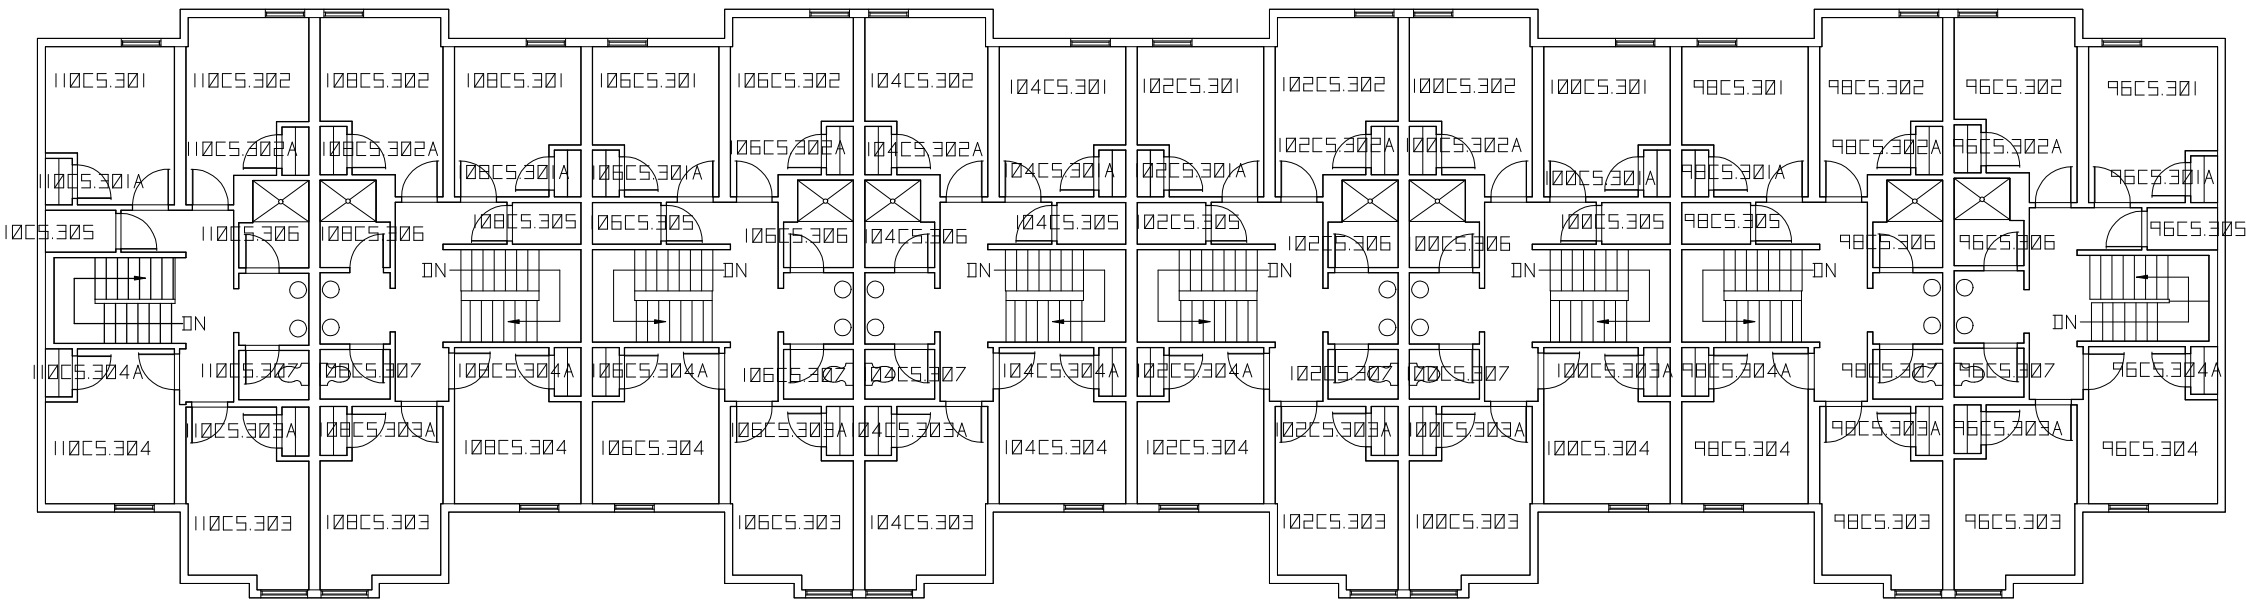 110CS.301 110CS.302 108CS.302 108CS.301 106CS.301 106CS.302 104CS.302 104CS.301 102CS.301 102CS.302 100CS.302 100CS.301 98CS.301 98CS.302 96CS.302 96CS.301
110CS.302A 108CS.302A 106CS.302A 104CS.302A 102CS.302A 100CS.302A 98CS.302A 96CS.302A
110CS.301A 108CS.301A 106CS.301A 104CS.301A 102CS.301A 100CS.301A 98CS.301A 96CS.301A
10CS.305 108CS.305 106CS.305 104CS.305 102CS.305 100CS.305 98CS.305 96CS.305
110CS.306 108CS.306 106CS.306 104CS.306 102CS.306 100CS.306 98CS.306 96CS.306
DN DN DN DN DN DN
DN DN
110CS.304A 110CS.307 108CS.304A 106CS.304A 106CS.307 104CS.307 104CS.304A 102CS.304A 102CS.307 100CS.307 100CS.303A 98CS.304A 98CS.307 96CS.307 96CS.304A
110CS.303A 108CS.303A 106CS.303A 104CS.303A 102CS.303A 100CS.303A 98CS.303A 96CS.303A
110CS.304 108CS.304 106CS.304 104CS.304 102CS.304 100CS.304 98CS.304 96CS.304
110CS.303 108CS.303 106CS.303 104CS.303 102CS.303 100CS.303 98CS.303 96CS.303